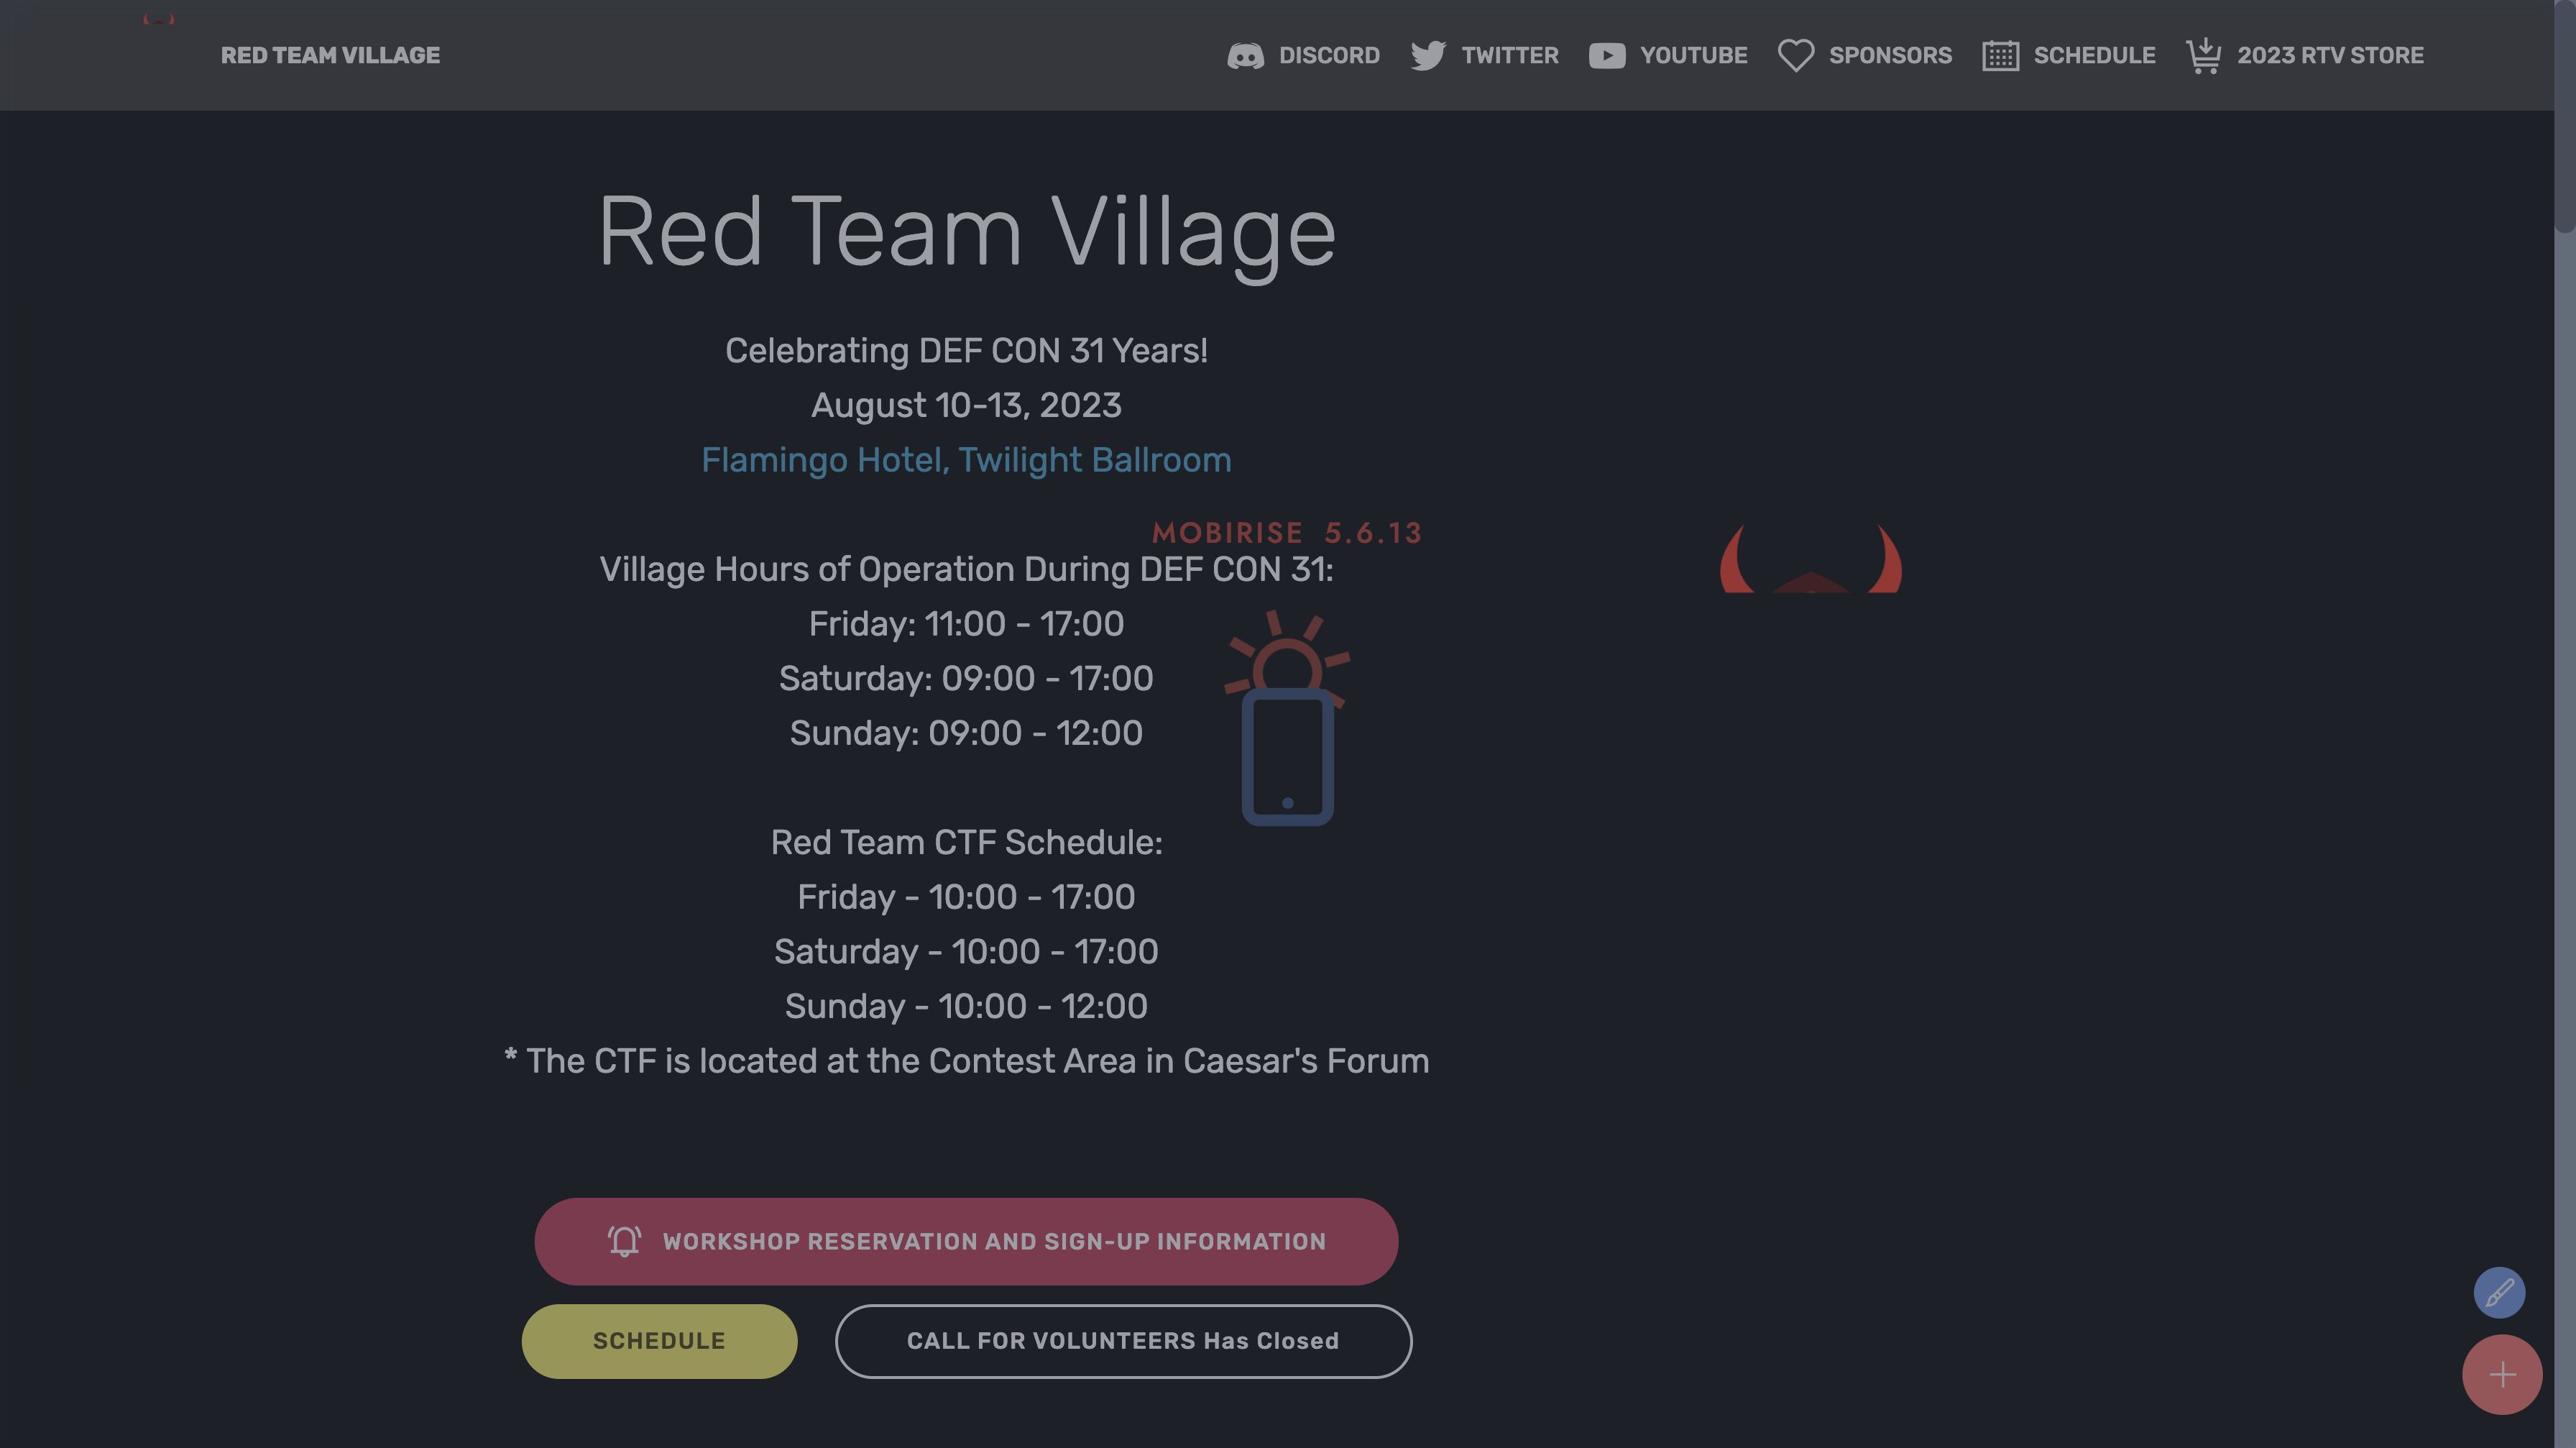 RED TEAM VILLAGE
DISCORD
TWITTER
YOUTUBE
SPONSORS
SCHEDULE
2023 RTV STORE
Red Team Village
Celebrating DEF CON 31 Years!
August 10-13, 2023
Flamingo Hotel, Twilight Ballroom
MOBIRISE 5.6.13
Village Hours of Operation During DEF CON 31:
Friday: 11:00 - 17:00
Saturday: 09:00 - 17:00
Sunday: 09:00 - 12:00
Red Team CTF Schedule:
Friday - 10:00 - 17:00
Saturday - 10:00 - 17:00
Sunday - 10:00 - 12:00
* The CTF is located at the Contest Area in Caesar's Forum
WORKSHOP RESERVATION AND SIGN-UP INFORMATION
SCHEDULE
CALL FOR VOLUNTEERS Has Closed